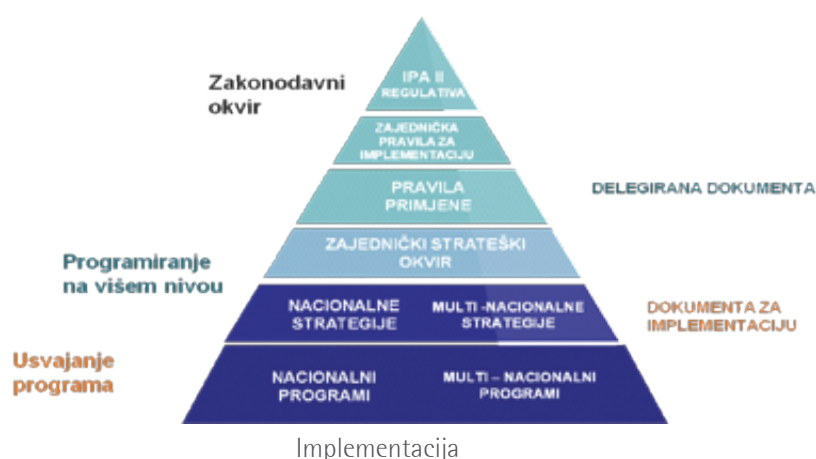 Zakonodavni
okvir
IPA II
REGULATIVA
ZAJEDNIČKA
PRAVILA ZA
IMPLEMENTACIJU
PRAVILA
PRIMJENE
DELEGIRANA DOKUMENTA
ZAJEDNIČKI STRATEŠKI
OKVIR
Programiranje
na višem nivou
NACIONALNE
STRATEGIJE
MULTI -NACIONALNE
STRATEGIJE
DOKUMENTA ZA
IMPLEMENTACIJU
Usvajanje
programa
NACIONALNI
PROGRAMI
MULTI – NACIONALNI
PROGRAMI
Implementacija